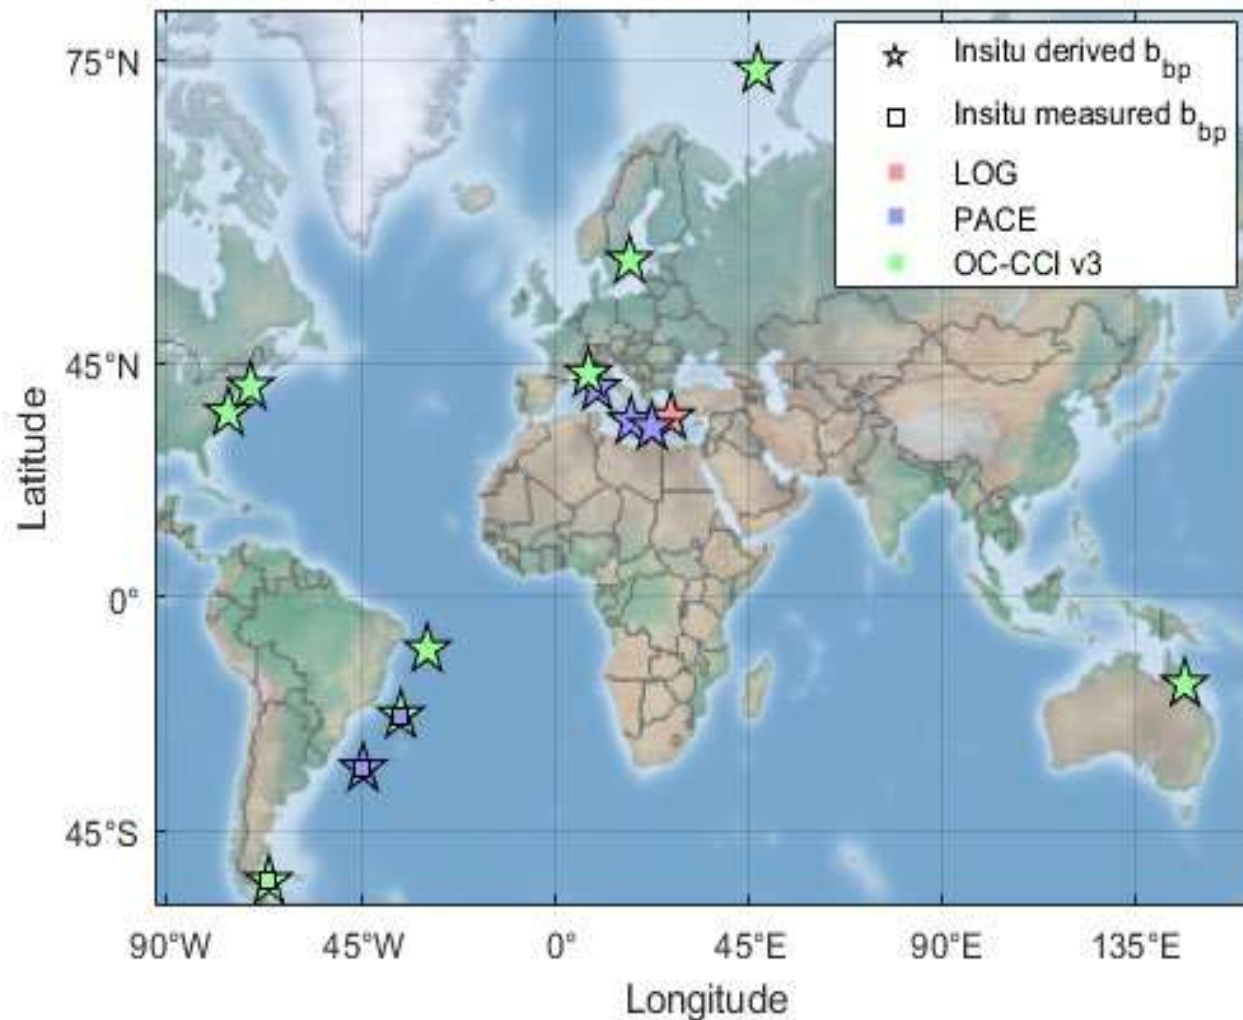 75°N
45°N
0°
45°S
Latitude
90°W 45°W 0° 45°E 90°E 135°E
Longitude
Insitu derived b_bp
Insitu measured b_bp
LOG
PACE
OC-CCI v3